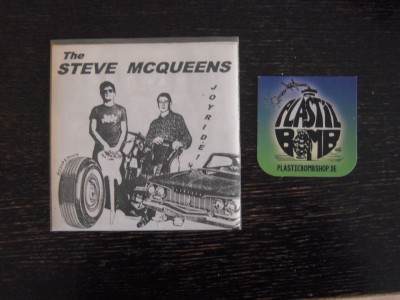 The
STEVE MCQUEENS
JOYRIDE!
PLASTIC
BOMB
PLASTICBOMBSHOP.DE